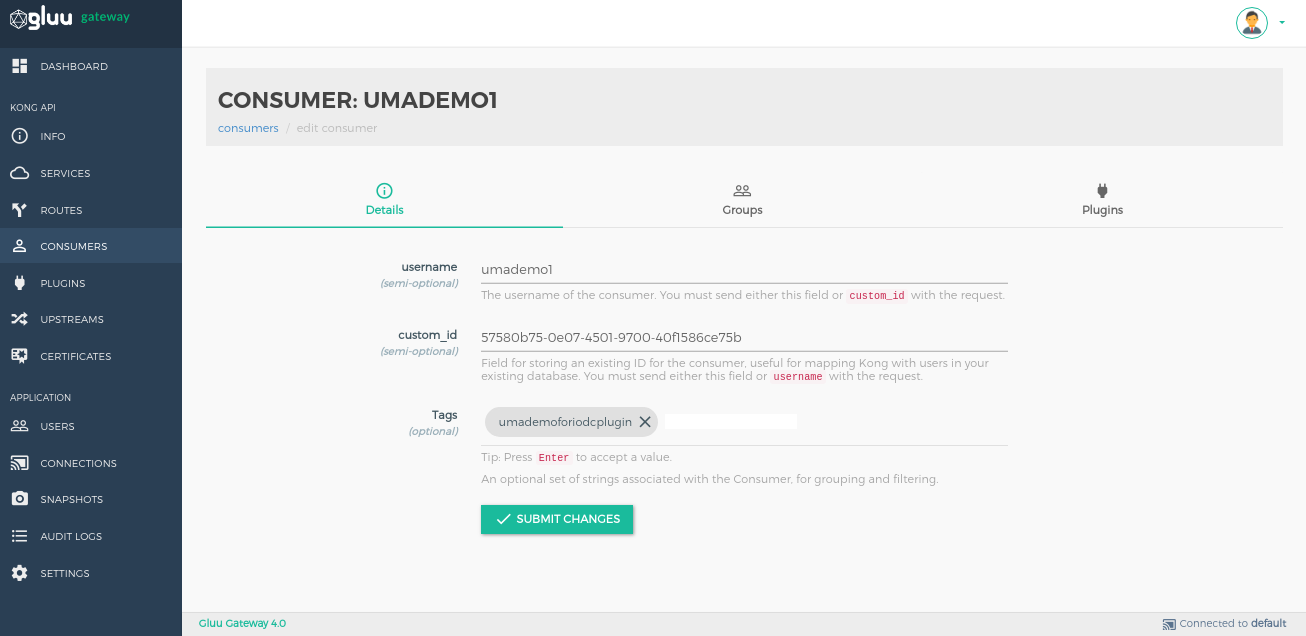 gluu gateway
DASHBOARD
KONG API
INFO
SERVICES
ROUTES
CONSUMERS
PLUGINS
UPSTREAMS
CERTIFICATES
APPLICATION
USERS
CONNECTIONS
SNAPSHOTS
AUDIT LOGS
SETTINGS
CONSUMER: UMADEMO1
consumers / edit consumer
Details
Groups
Plugins
username
(semi-optional)
umademo1
The username of the consumer. You must send either this field or custom_id with the request.
custom_id
(semi-optional)
57580b75-0e07-4501-9700-40f1586ce75b
Field for storing an existing ID for the consumer, useful for mapping Kong with users in your
existing database. You must send either this field or username with the request.
Tags
(optional)
umademoforiodcplugin
Tip: Press Enter to accept a value.
An optional set of strings associated with the Consumer, for grouping and filtering.
SUBMIT CHANGES
Gluu Gateway 4.0
Connected to default